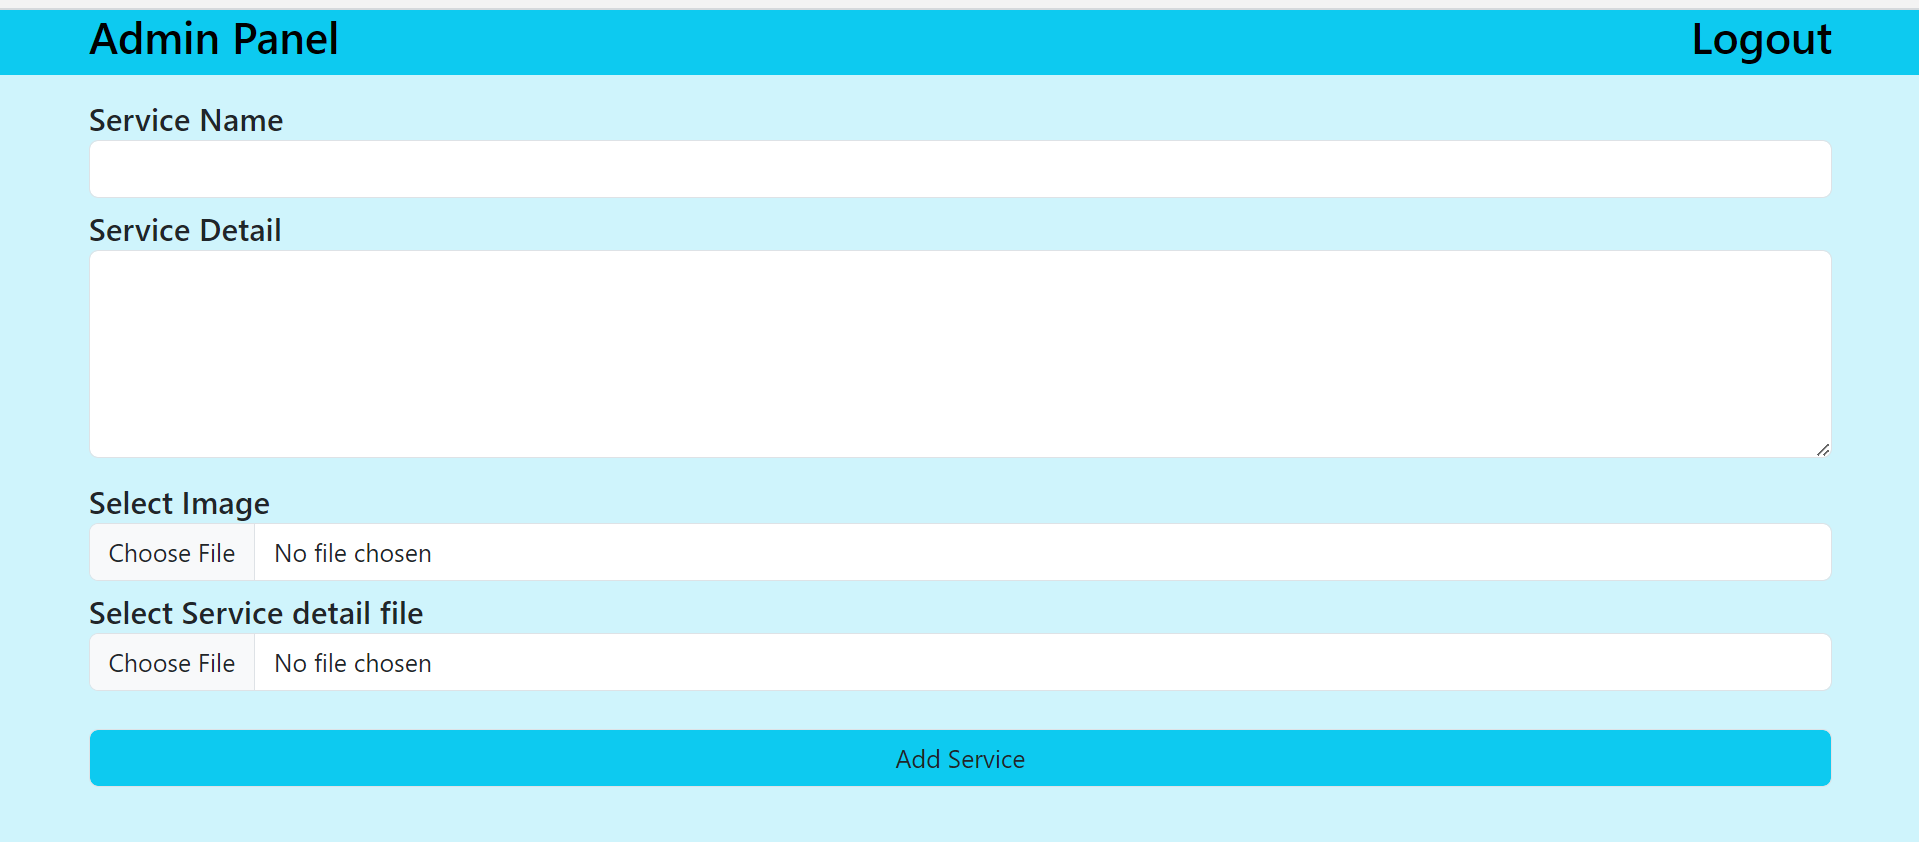 Admin Panel Logout
Service Name
Service Detail
Select Image
Choose File No file chosen
Select Service detail file
Choose File No file chosen
Add Service